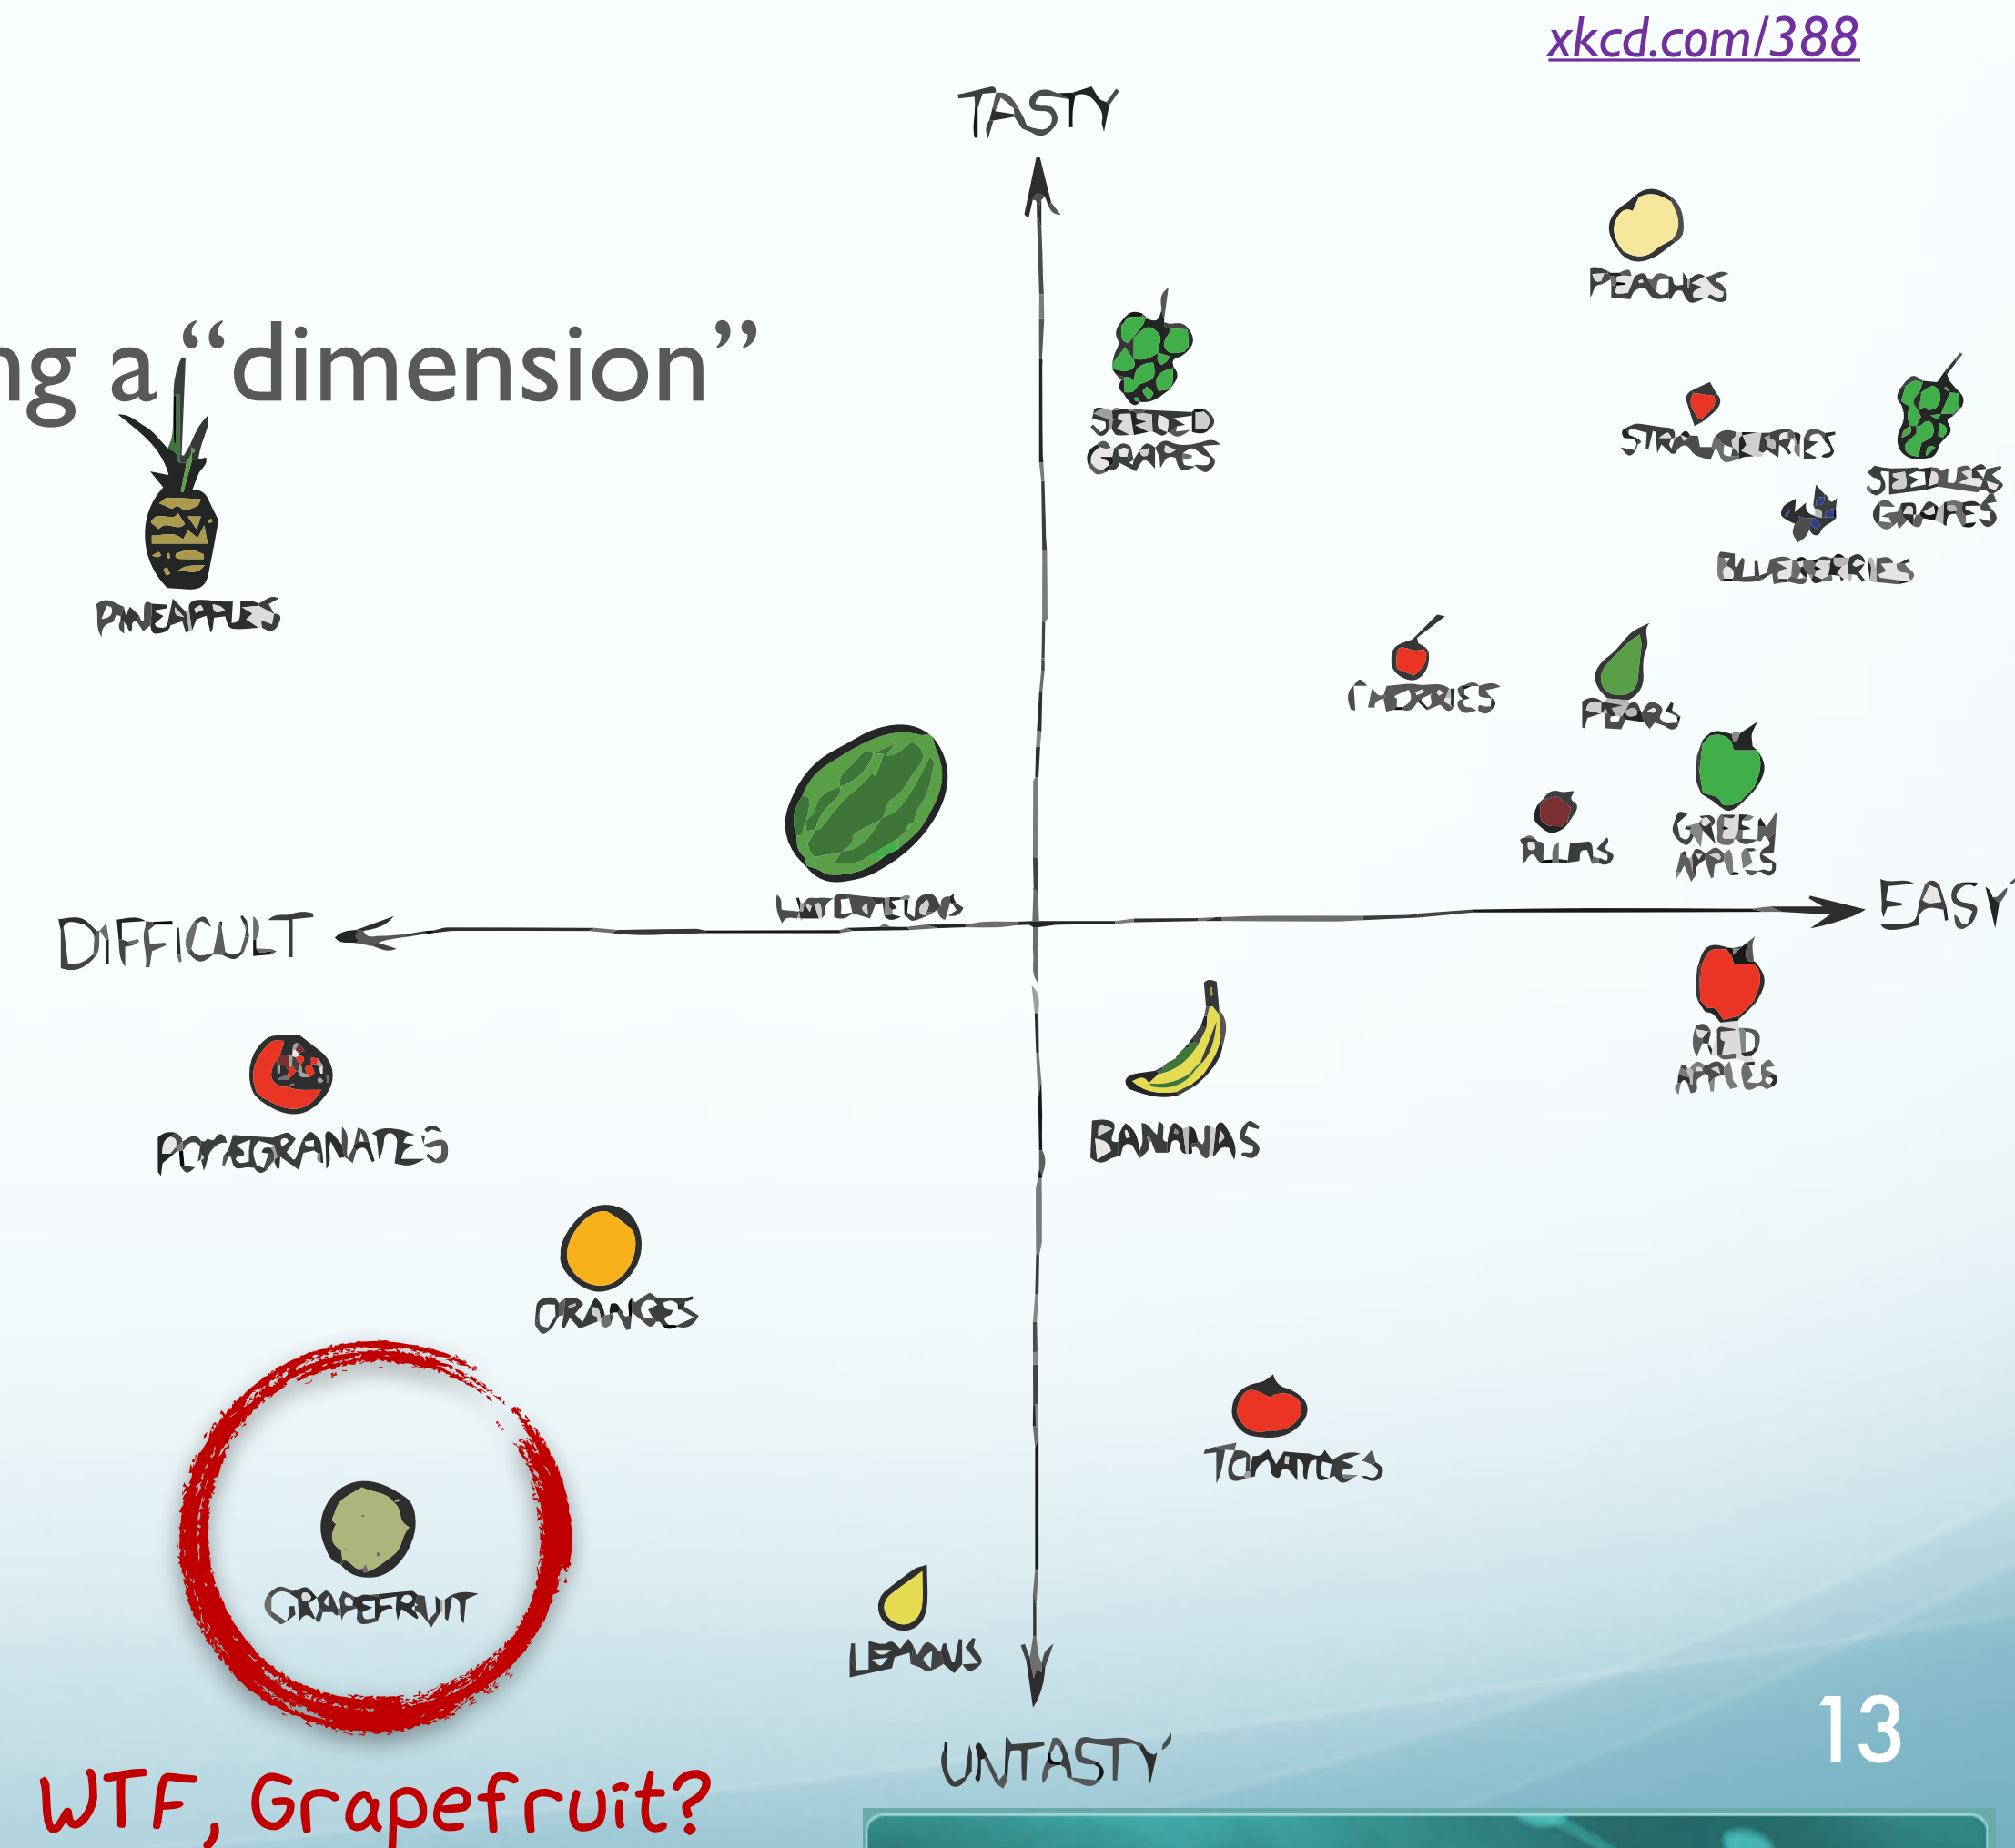 xkcd.com/388
TASTY
PEACHES
ng a “dimension”
SEEDED
GRAPES
STRAWBERRIES
SEEDLESS
GRAPES
BLUEBERRIES
PINEAPPLES
CHERRIES
PEARS
PLUMS
GREEN
APPLES
WATERMELONS
DIFFICULT
EASY
RED
APPLES
POMEGRANATES
BANANAS
ORANGES
TOMATOES
GRAPEFRUIT
LEMONS
UNTASTY
13
WTF, Grapefruit?